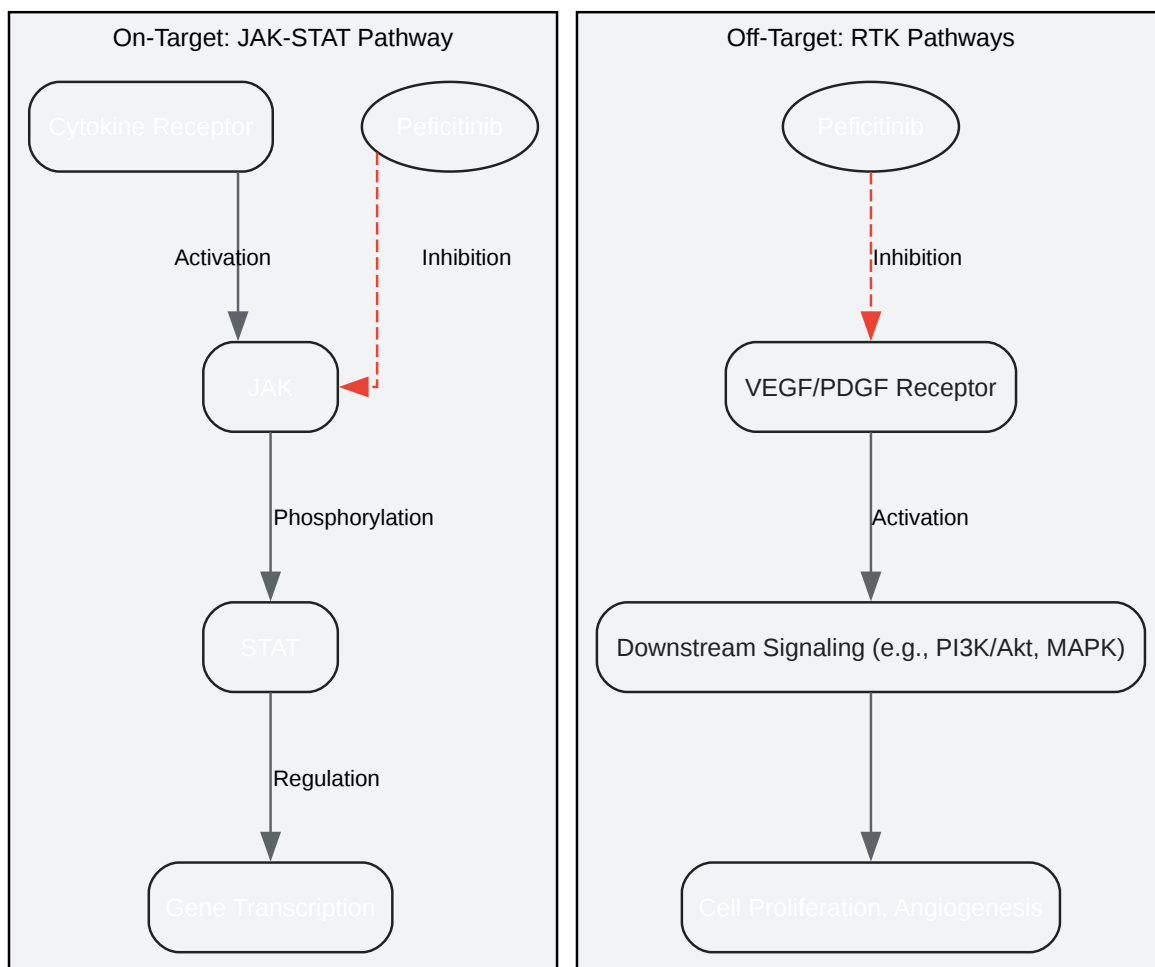 On-Target: JAK-STAT Pathway
Cytokine Receptor
Peficitinib
Activation
Inhibition
JAK
Phosphorylation
STAT
Regulation
Gene Transcription
Off-Target: RTK Pathways
Peficitinib
Inhibition
VEGF/PDGF Receptor
Activation
Downstream Signaling (e.g., PI3K/Akt, MAPK)
Cell Proliferation, Angiogenesis